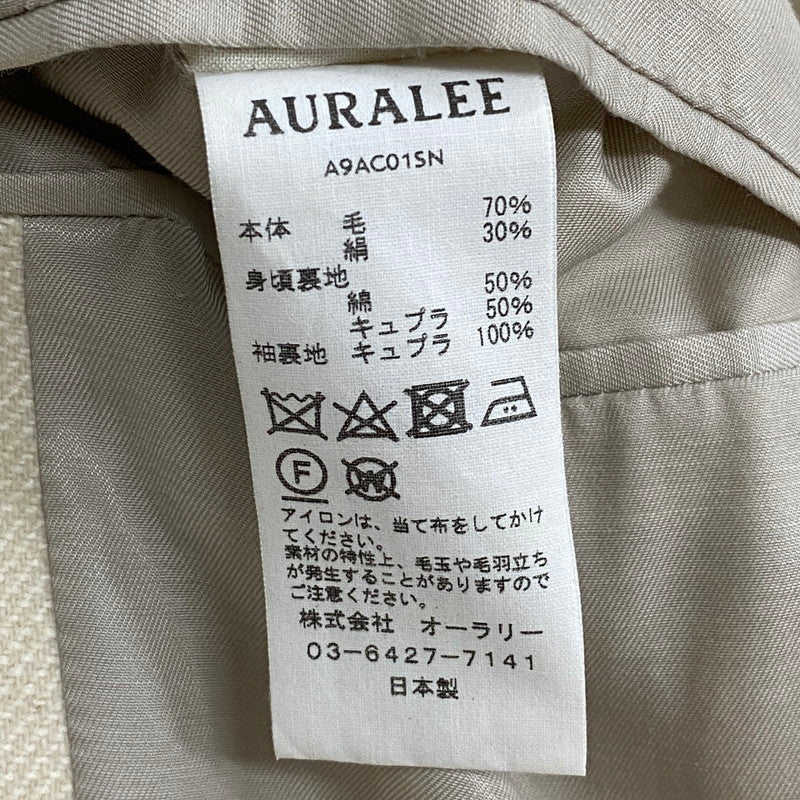 AURALEE
A9AC01SN
本体 毛 70%
絹 30%
身頃裏地
綿 50%
キュプラ 50%
袖裏地 キュプラ 100%
F
W
アイロンは、当て布をしてかけ
てください。
素材の特性上、毛玉や毛羽立ち
が発生することがありますので
ご注意ください。
株式会社 オーラリー
03-6427-7141
日本製